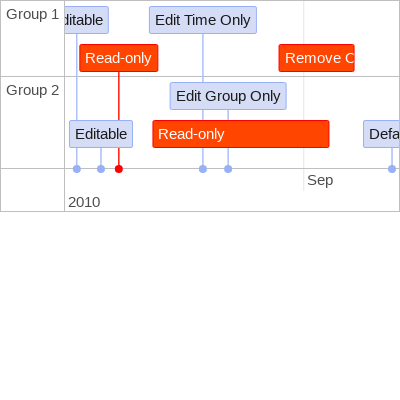 Group 1
ditable
Edit Time Only
Read-only
Remove
Group 2
Edit Group Only
Editable
Read-only
Defa
Sep
2010